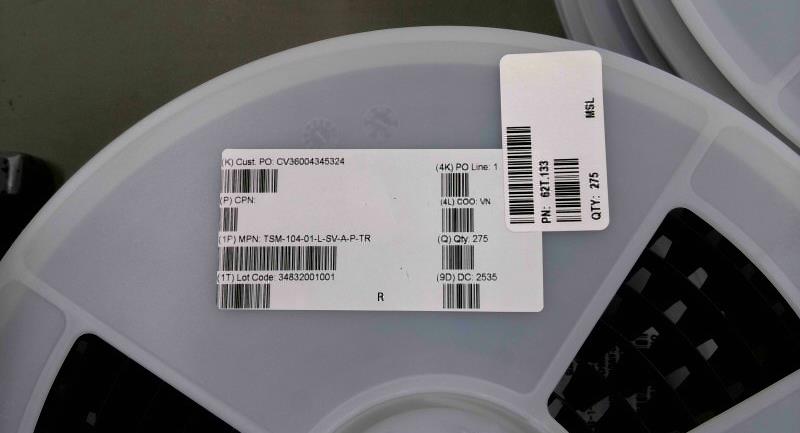 (K) Cust. PO: CV36004345324
(4K) PO Line: 1
(P) CPN:
(4L) COO: VN
(1P) MPN: TSM-104-01-L-SV-A-P-TR
(Q) Qty: 275
(1T) Lot Code: 34832001001
(9D) DC: 2535
R
PN: 62T.133
QTY: 275
MSL